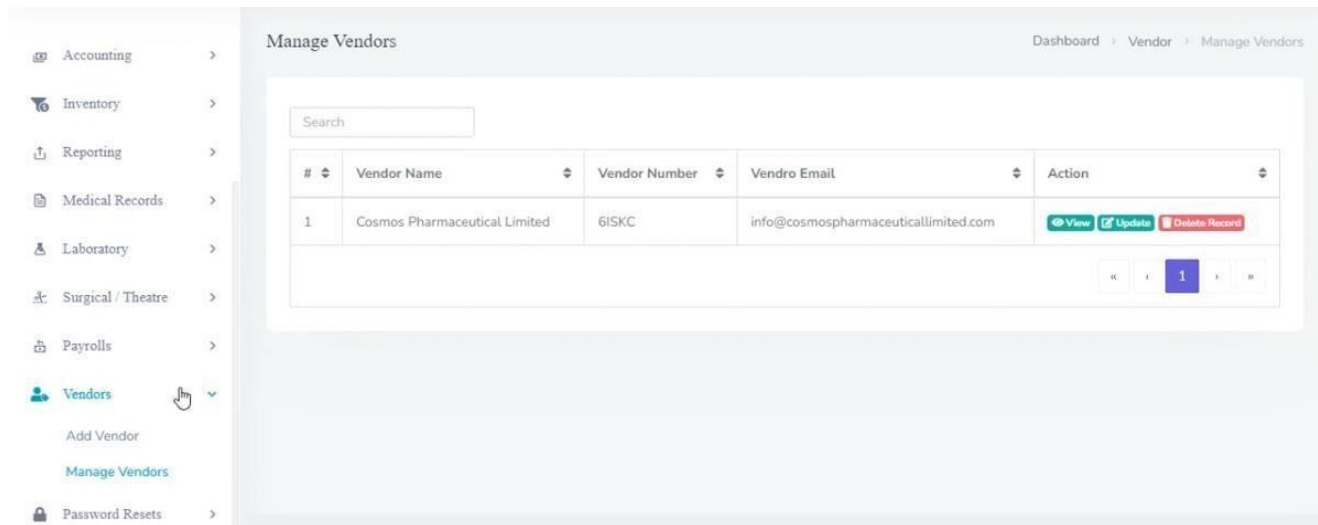 Accounting
Inventory
Reporting
Medical Records
Laboratory
Surgical / Theatre
Payrolls
Vendors
Add Vendor
Manage Vendors
Password Resets
Manage Vendors
Dashboard > Vendor > Manage Vendors
Search
# Vendor Name Vendor Number Vendro Email Action
1 Cosmos Pharmaceutical Limited 6ISKC info@cosmospharmaceuticallimited.com View Update Delete Record
« ‹ 1 › »